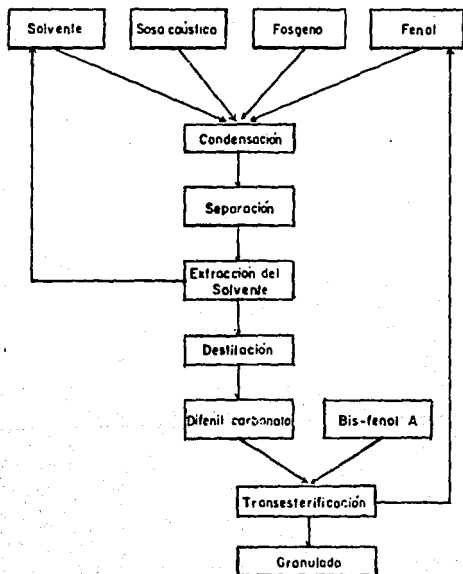 Solvente
Sosa caústica
Fosgeno
Fenol
Condensación
Separación
Extracción del
Solvente
Destilación
Difenil carbonato
Bis-fenol A
Transesterificación
Granulado